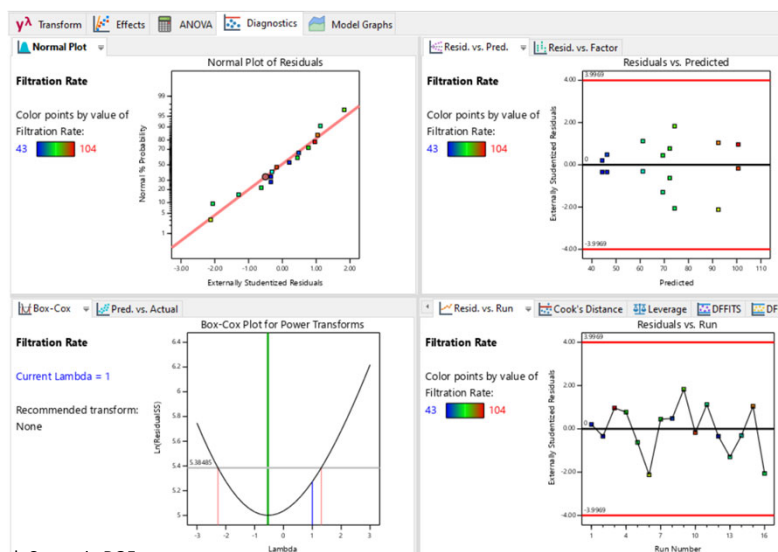 yλ Transform Effects ANOVA Diagnostics Model Graphs
Normal Plot
Normal Plot of Residuals
Filtration Rate
Color points by value of
Filtration Rate:
43 104
Normal % Probability
99
95
90
80
70
50
30
20
10
5
1
-3.00 -2.00 -1.00 0.00 1.00 2.00
Externally Studentized Residuals
Resid. vs. Pred. Resid. vs. Factor
Residuals vs. Predicted
Filtration Rate
Color points by value of
Filtration Rate:
43 104
Externally Studentized Residuals
4.00
3.9969
2.00
0.00
0
-2.00
-4.00
-3.9969
40 50 60 70 80 90 100 110
Predicted
Box-Cox Pred. vs. Actual
Box-Cox Plot for Power Transforms
Filtration Rate
Current Lambda = 1
Recommended transform:
None
Ln(ResidualSS)
6.4
6.2
6
5.8
5.6
5.4
5.38485
5.2
5
-3 -2 -1 0 1 2 3
Lambda
Resid. vs. Run Cook's Distance Leverage DFFITS DF
Residuals vs. Run
Filtration Rate
Color points by value of
Filtration Rate:
43 104
Externally Studentized Residuals
4.00
3.9969
2.00
0.00
0
-2.00
-4.00
-3.9969
1 4 7 10 13 16
Run Number